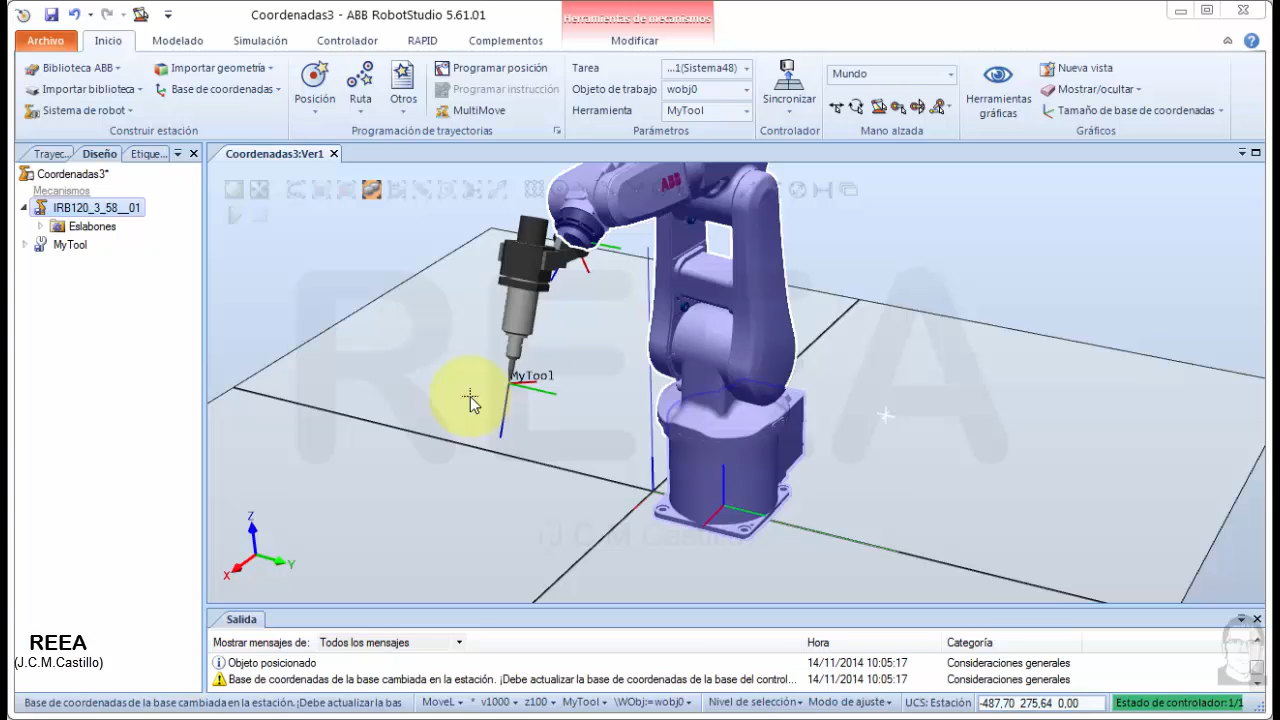 Coordenadas3 - ABB RobotStudio 5.61.01
Herramientas de mecanismos
Archivo Inicio Modelado Simulación Controlador RAPID Complementos Modificar
Biblioteca ABB
Importar biblioteca
Sistema de robot
Importar geometría
Base de coordenadas
Construir estación
Posición Ruta Otros
Programar posición
Programar instrucción
MultiMove
Programación de trayectorias
Tarea ...1(Sistema48)
Objeto de trabajo wobj0
Herramienta MyTool
Parámetros
Sincronizar
Controlador
Mundo
Mano alzada
Herramientas
gráficas
Nueva vista
Mostrar/ocultar
Tamaño de base de coordenadas
Gráficos
Trayec... Diseño Etique...
Coordenadas3:Ver1
Coordenadas3*
Mecanismos
IRB120_3_58__01
Eslabones
MyTool
ABB
MyTool
REEA
(J.C.M.Castillo)
Z
X
Y
REEA
(J.C.M.Castillo)
Salida
Mostrar mensajes de: Todos los mensajes Hora Categoría
Objeto posicionado 14/11/2014 10:05:17 Consideraciones generales
Base de coordenadas de la base cambiada en la estación. ¡Debe actualizar la base de coordenadas de la base del control... 14/11/2014 10:05:17 Consideraciones generales
Base de coordenadas de la base cambiada en la estación. ¡Debe actualizar la bas MoveL * v1000 z100 MyTool \WObj:=wobj0 Nivel de selección Modo de ajuste UCS: Estación -487,70 275,64 0,00 Estado de controlador: 1/1